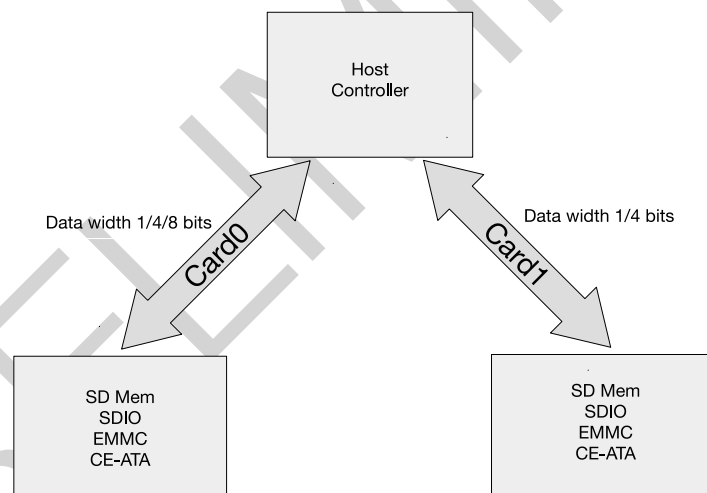 Host
Controller
Data width 1/4/8 bits
Card0
Card1
Data width 1/4 bits
SD Mem
SDIO
EMMC
CE-ATA
SD Mem
SDIO
EMMC
CE-ATA